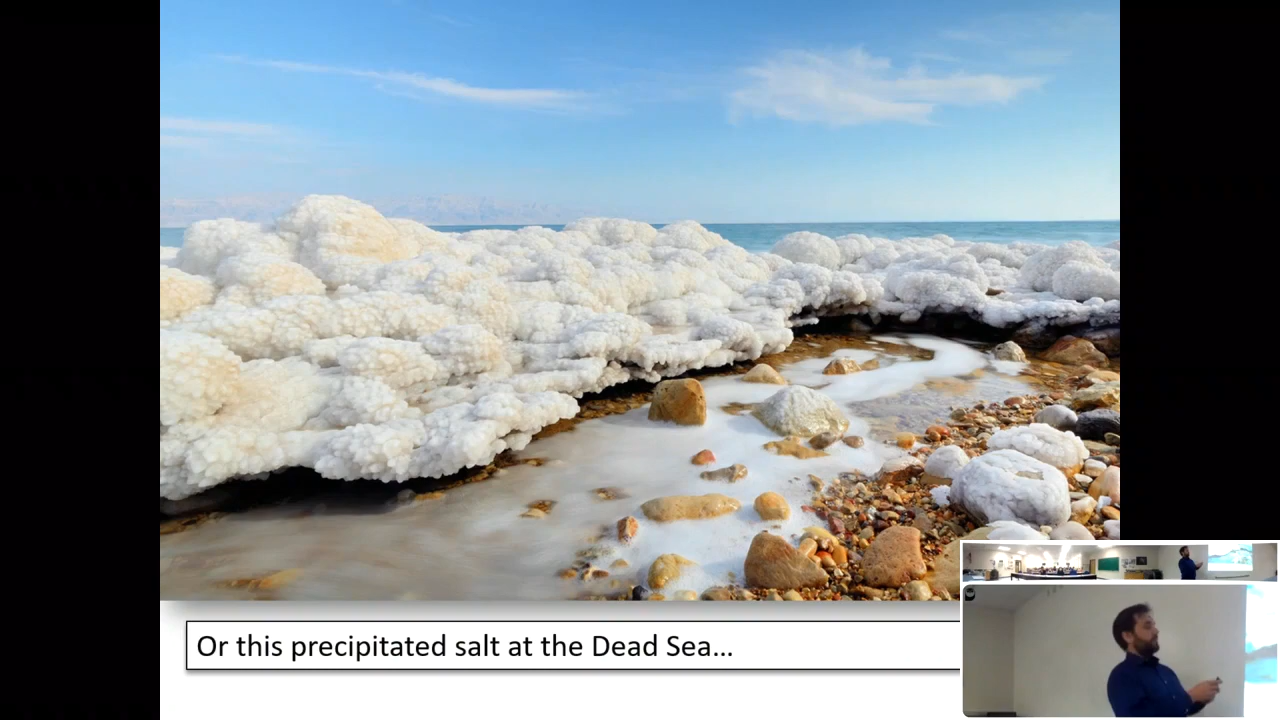 Or this precipitated salt at the Dead Sea…